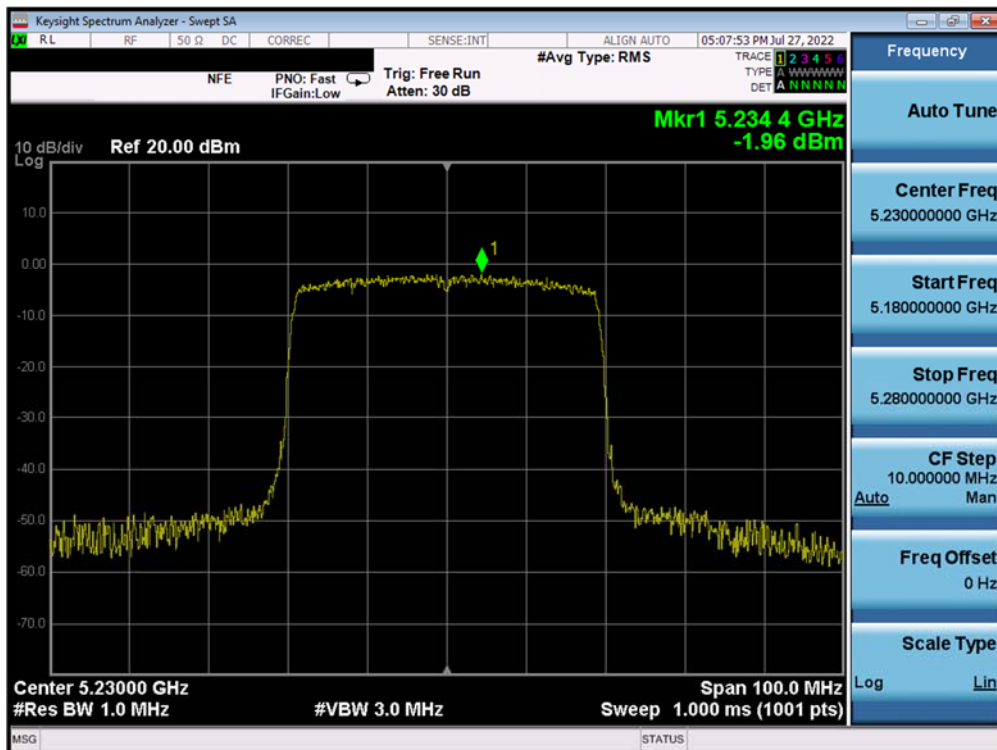 Keysight Spectrum Analyzer - Swept SA
LXI RL RF 50 Ω DC CORREC SENSE:INT ALIGN AUTO 05:07:53 PM Jul 27, 2022
NFE PNO: Fast Trig: Free Run #Avg Type: RMS TRACE 1 2 3 4 5 6
IFGain:Low Atten: 30 dB TYPE A WWWWW
DET A N N N N N
Mkr1 5.234 4 GHz
-1.96 dBm
10 dB/div Ref 20.00 dBm
Log
1
10.0
0.00
-10.0
-20.0
-30.0
-40.0
-50.0
-60.0
-70.0
Center 5.23000 GHz Span 100.0 MHz
#Res BW 1.0 MHz #VBW 3.0 MHz Sweep 1.000 ms (1001 pts)
Frequency
Auto Tune
Center Freq
5.230000000 GHz
Start Freq
5.180000000 GHz
Stop Freq
5.280000000 GHz
CF Step
10.000000 MHz
Auto Man
Freq Offset
0 Hz
Scale Type
Log Lin
MSG STATUS